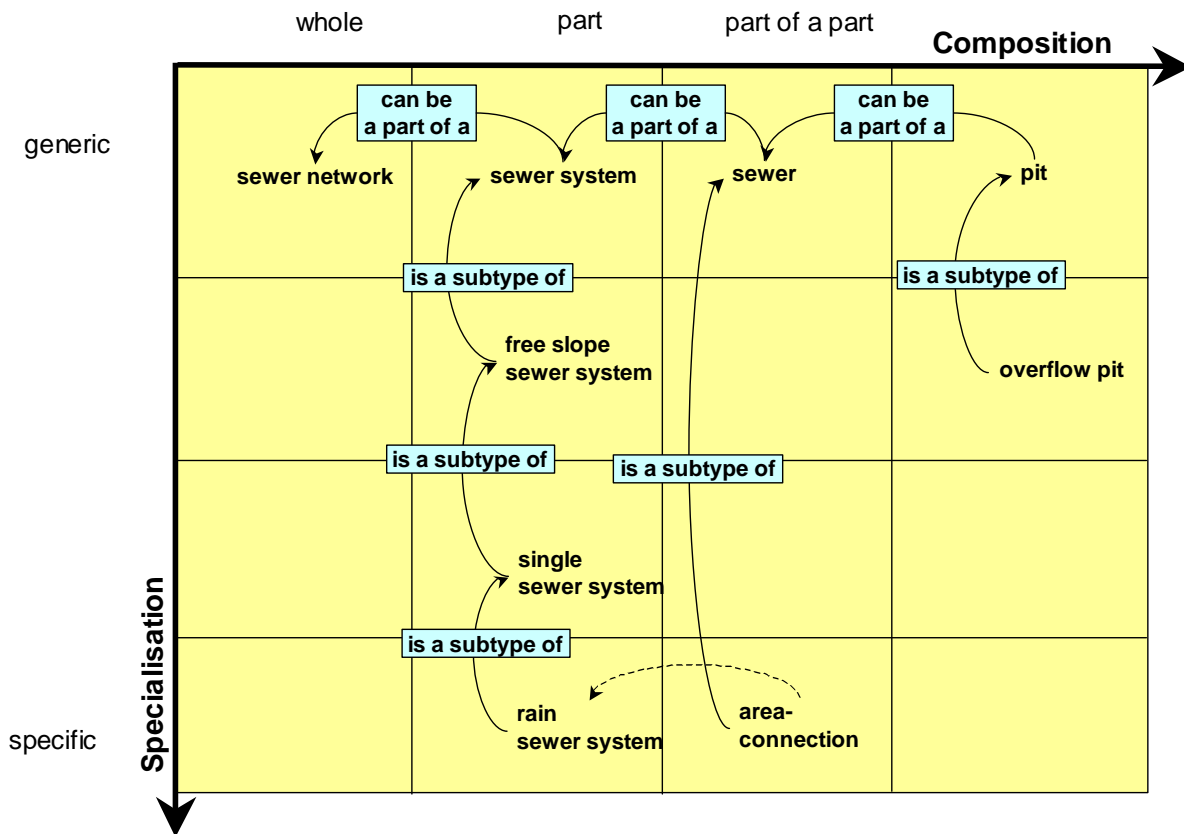 whole
part
part of a part
Composition
can be
a part of a
can be
a part of a
can be
a part of a
generic
sewer network
sewer system
sewer
pit
is a subtype of
is a subtype of
free slope
sewer system
overflow pit
is a subtype of
is a subtype of
single
sewer system
Specialisation
is a subtype of
rain
sewer system
area-
connection
specific